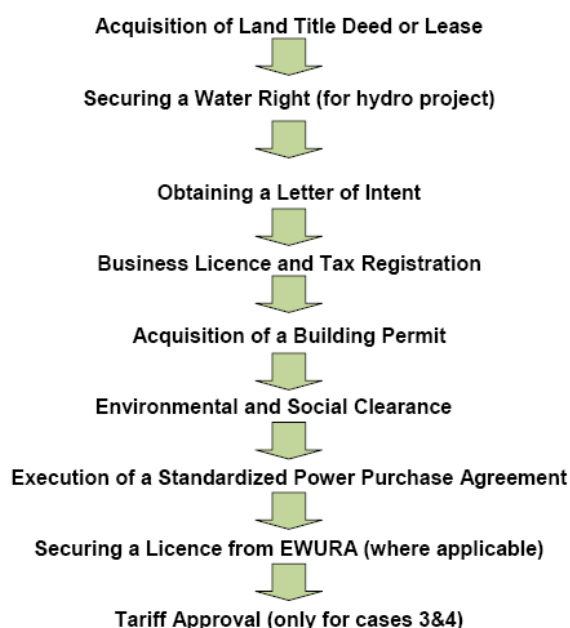 Acquisition of Land Title Deed or Lease
Securing a Water Right (for hydro project)
Obtaining a Letter of Intent
Business Licence and Tax Registration
Acquisition of a Building Permit
Environmental and Social Clearance
Execution of a Standardized Power Purchase Agreement
Securing a Licence from EWURA (where applicable)
Tariff Approval (only for cases 3&4)